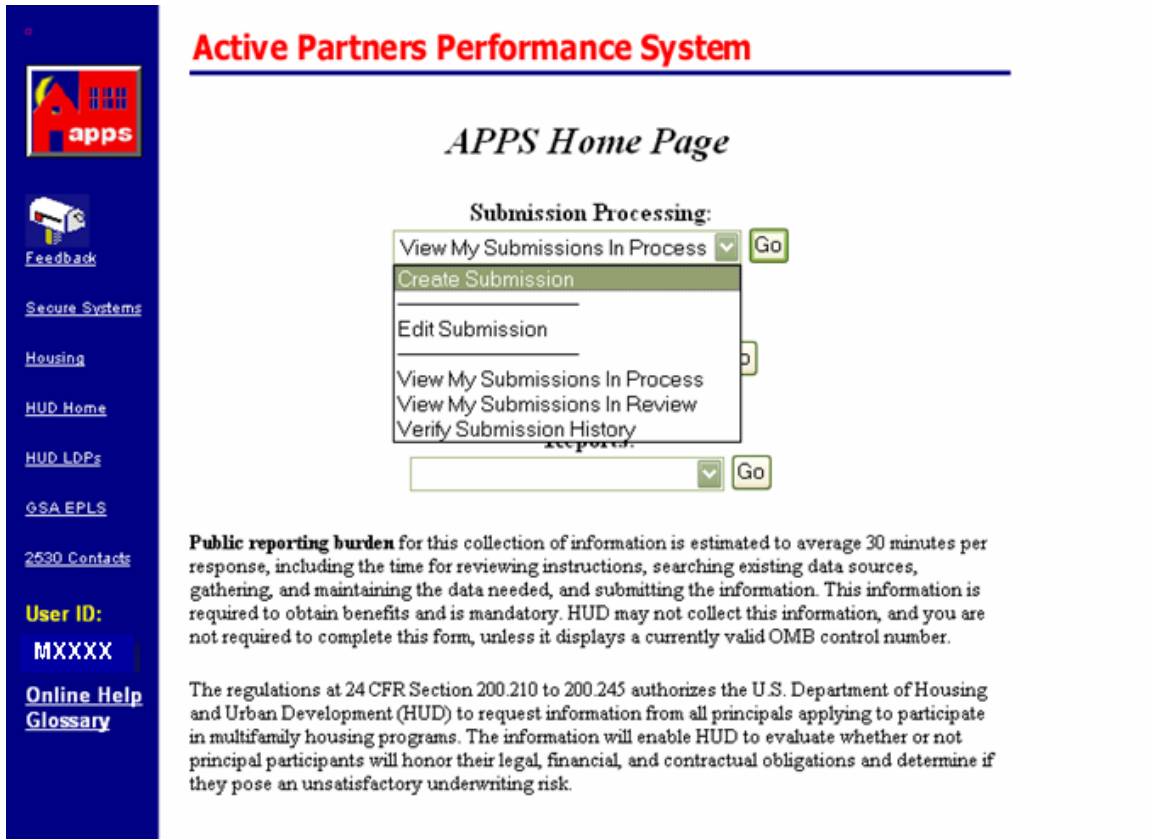 Active Partners Performance System
apps
APPS Home Page
Submission Processing:
View My Submissions In Process Go
Create Submission
Edit Submission
View My Submissions In Process
View My Submissions In Review
Verify Submission History
Go
Feedback
Secure Systems
Housing
HUD Home
HUD LDPs
GSA EPLS
2530 Contacts
User ID:
MXXXX
Online Help
Glossary
Public reporting burden for this collection of information is estimated to average 30 minutes per
response, including the time for reviewing instructions, searching existing data sources,
gathering, and maintaining the data needed, and submitting the information. This information is
required to obtain benefits and is mandatory. HUD may not collect this information, and you are
not required to complete this form, unless it displays a currently valid OMB control number.
The regulations at 24 CFR Section 200.210 to 200.245 authorizes the U.S. Department of Housing
and Urban Development (HUD) to request information from all principals applying to participate
in multifamily housing programs. The information will enable HUD to evaluate whether or not
principal participants will honor their legal, financial, and contractual obligations and determine if
they pose an unsatisfactory underwriting risk.